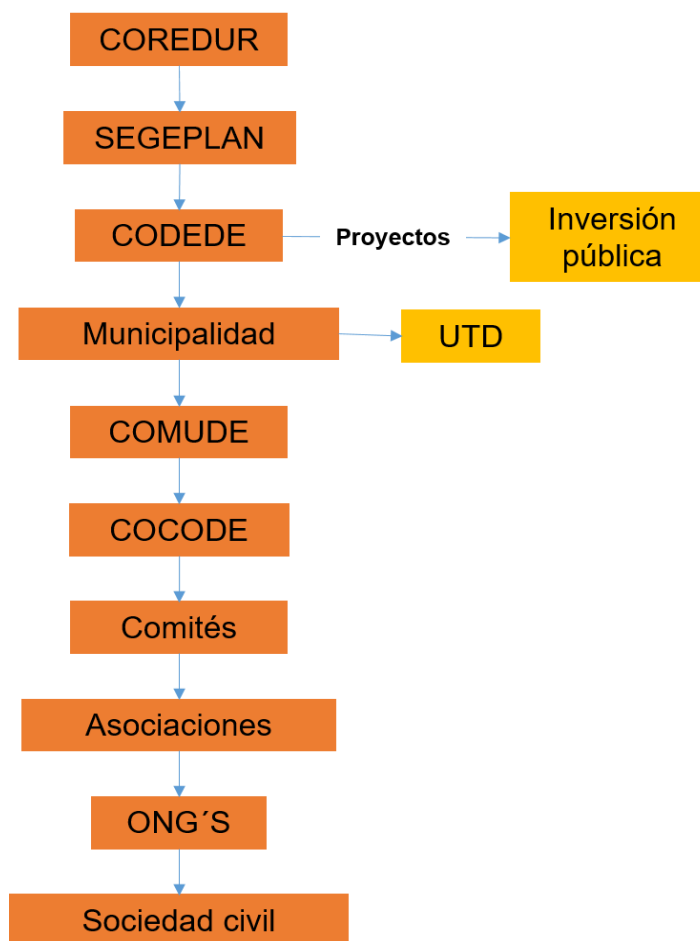 COREDUR
SEGEPLAN
CODEDE
Proyectos
Inversión
pública
Municipalidad
UTD
COMUDE
COCODE
Comités
Asociaciones
ONG´S
Sociedad civil